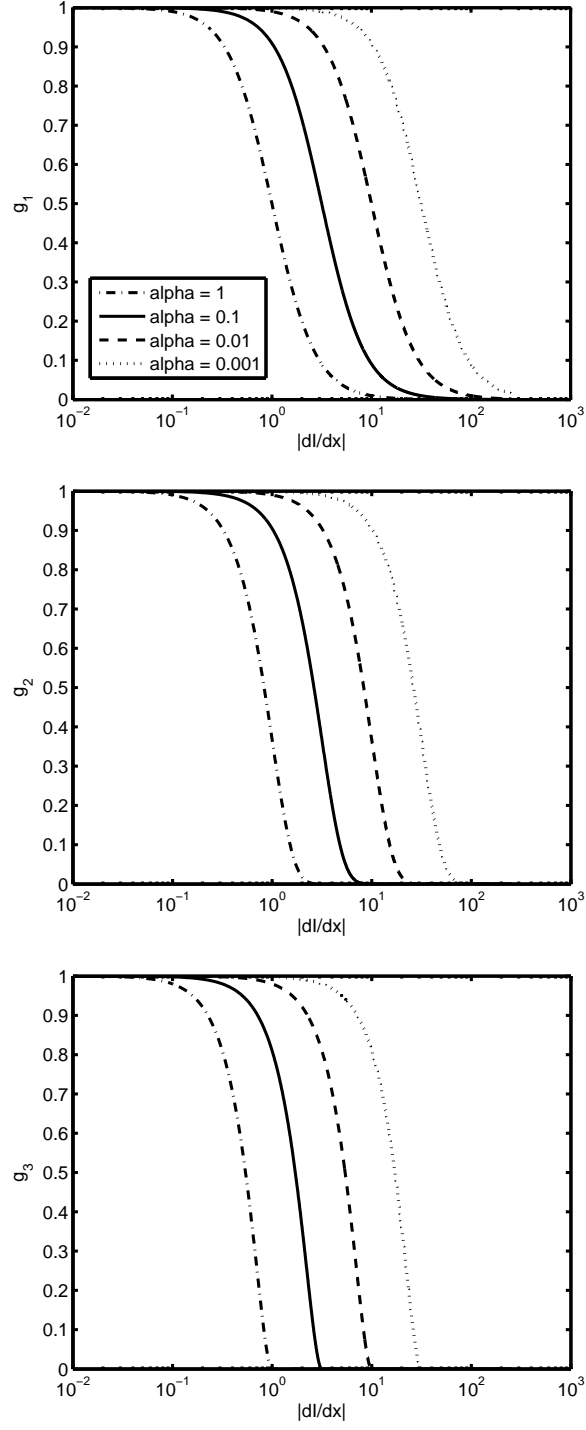 1
0.9
0.8
0.7
0.6
0.5
0.4
0.3
0.2
0.1
0
g₁
alpha = 1
alpha = 0.1
alpha = 0.01
alpha = 0.001
10⁻² 10⁻¹ 10⁰ 10¹ 10² 10³
|dI/dx|
1
0.9
0.8
0.7
0.6
0.5
0.4
0.3
0.2
0.1
0
g₂
10⁻² 10⁻¹ 10⁰ 10¹ 10² 10³
|dI/dx|
1
0.9
0.8
0.7
0.6
0.5
0.4
0.3
0.2
0.1
0
g₃
10⁻² 10⁻¹ 10⁰ 10¹ 10² 10³
|dI/dx|